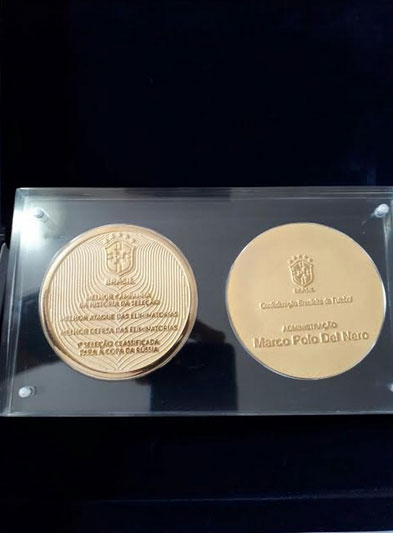 BRASIL
MELHOR CAMPANHA
DA HISTÓRIA DA SELEÇÃO
MELHOR ATAQUE DAS ELIMINATÓRIAS
MELHOR DEFESA DAS ELIMINATÓRIAS
1ª SELEÇÃO CLASSIFICADA
PARA A COPA DA RÚSSIA
BRASIL
Confederação Brasileira de Futebol
ADMINISTRAÇÃO
Marco Polo Del Nero